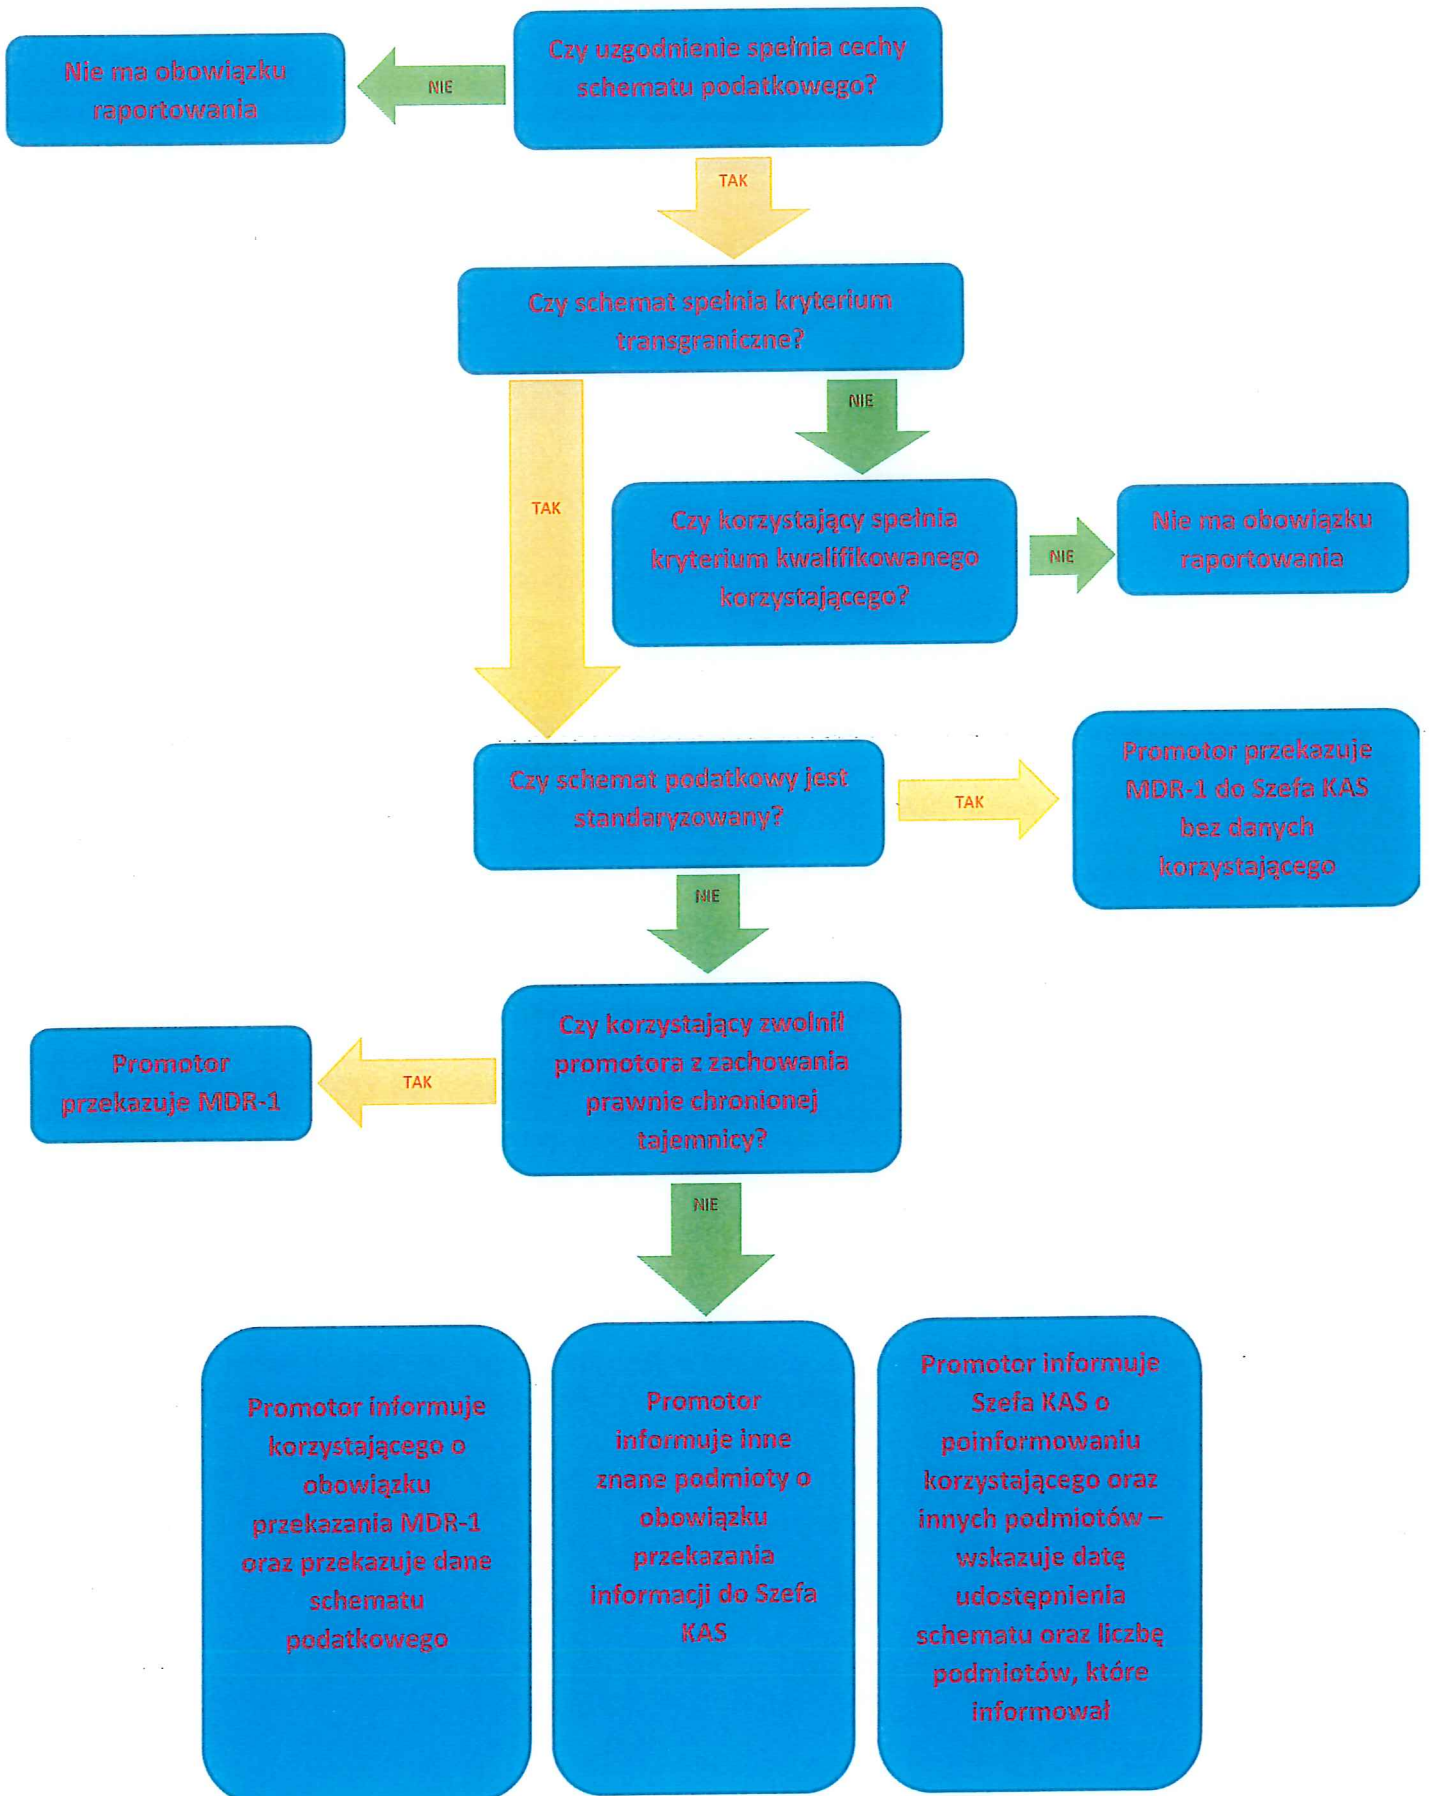 Czy uzgodnienie spełnia cechy
schematu podatkowego?
NIE
Nie ma obowiązku
raportowania
TAK
Czy schemat spełnia kryterium
transgraniczne?
NIE
TAK
Czy korzystający spełnia
kryterium kwalifikowanego
korzystającego?
NIE
Nie ma obowiązku
raportowania
Czy schemat podatkowy jest
standaryzowany?
TAK
Promotor przekazuje
MDR-1 do Szefa KAS
bez danych
korzystającego
NIE
Czy korzystający zwolnił
promotora z zachowania
prawnie chronionej
tajemnicy?
TAK
Promotor
przekazuje MDR-1
NIE
Promotor informuje
korzystającego o
obowiązku
przekazania MDR-1
oraz przekazuje dane
schematu
podatkowego
Promotor
informuje inne
znane podmioty o
obowiązku
przekazania
informacji do Szefa
KAS
Promotor informuje
Szefa KAS o
poinformowaniu
korzystającego oraz
innych podmiotów –
wskazuje datę
udostępnienia
schematu oraz liczbę
podmiotów, które
informował